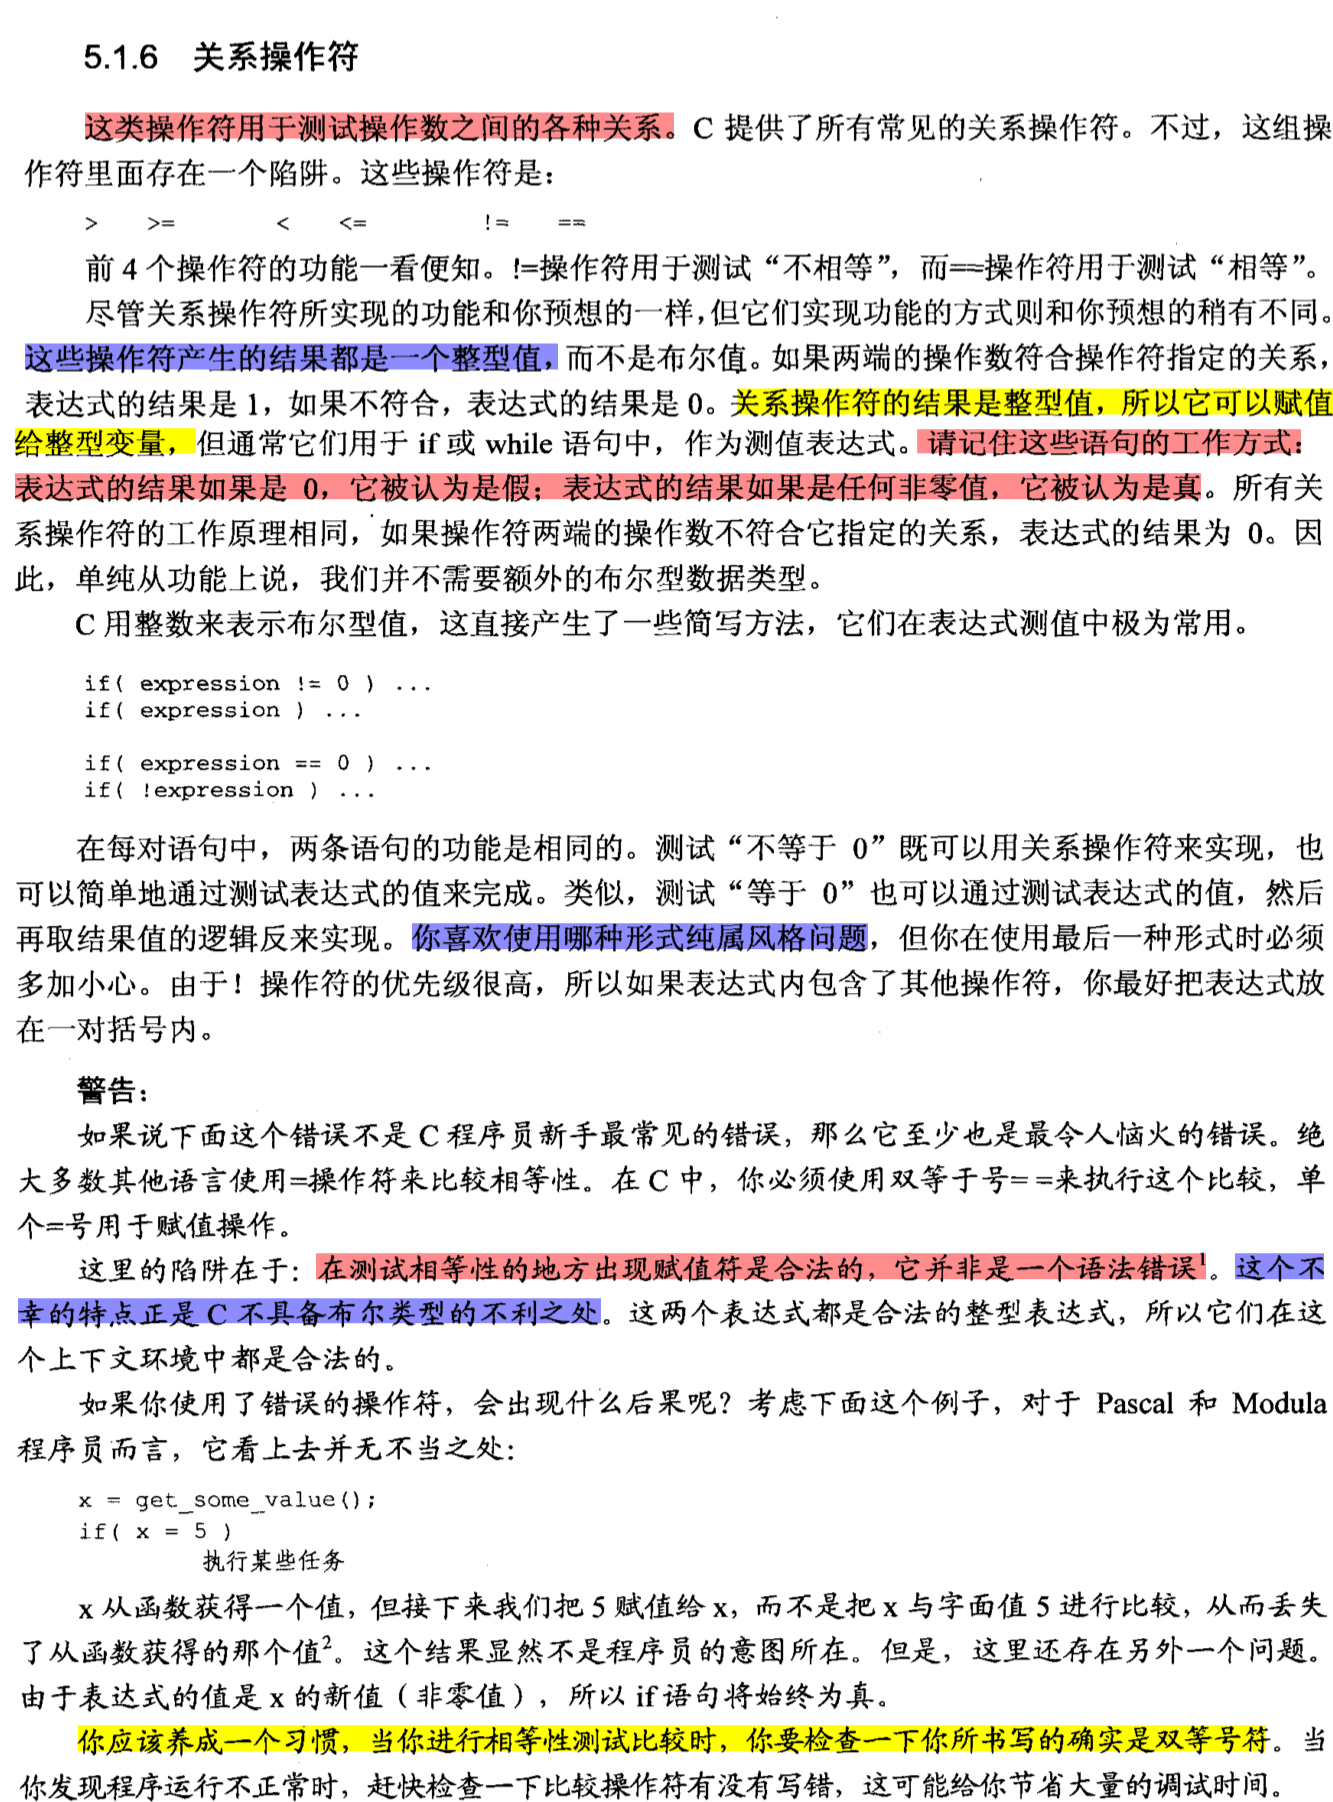 5.1.6 关系操作符
这类操作符用于测试操作数之间的各种关系。C 提供了所有常见的关系操作符。不过，这组操
作符里面存在一个陷阱。这些操作符是：
> >= < <= != ==
前 4 个操作符的功能一看便知。!=操作符用于测试“不相等”，而==操作符用于测试“相等”。
尽管关系操作符所实现的功能和你预想的一样，但它们实现功能的方式则和你预想的稍有不同。
这些操作符产生的结果都是一个整型值，而不是布尔值。如果两端的操作数符合操作符指定的关系，
表达式的结果是 1，如果不符合，表达式的结果是 0。关系操作符的结果是整型值，所以它可以赋值
给整型变量，但通常它们用于 if 或 while 语句中，作为测值表达式。请记住这些语句的工作方式：
表达式的结果如果是 0，它被认为是假；表达式的结果如果是任何非零值，它被认为是真。所有关
系操作符的工作原理相同，如果操作符两端的操作数不符合它指定的关系，表达式的结果为 0。因
此，单纯从功能上说，我们并不需要额外的布尔型数据类型。
C 用整数来表示布尔型值，这直接产生了一些简写方法，它们在表达式测值中极为常用。
if( expression != 0 ) ...
if( expression ) ...
if( expression == 0 ) ...
if( !expression ) ...
在每对语句中，两条语句的功能是相同的。测试“不等于 0”既可以用关系操作符来实现，也
可以简单地通过测试表达式的值来完成。类似，测试“等于 0”也可以通过测试表达式的值，然后
再取结果值的逻辑反来实现。你喜欢使用哪种形式纯属风格问题，但你在使用最后一种形式时必须
多加小心。由于！操作符的优先级很高，所以如果表达式内包含了其他操作符，你最好把表达式放
在一对括号内。
警告：
如果说下面这个错误不是 C 程序员新手最常见的错误，那么它至少也是最令人恼火的错误。绝
大多数其他语言使用=操作符来比较相等性。在 C 中，你必须使用双等于号= =来执行这个比较，单
个=号用于赋值操作。
这里的陷阱在于：在测试相等性的地方出现赋值符是合法的，它并非是一个语法错误¹。这个不
幸的特点正是 C 不具备布尔类型的不利之处。这两个表达式都是合法的整型表达式，所以它们在这
个上下文环境中都是合法的。
如果你使用了错误的操作符，会出现什么后果呢？考虑下面这个例子，对于 Pascal 和 Modula
程序员而言，它看上去并无不当之处：
x = get_some_value();
if( x = 5 )
执行某些任务
x 从函数获得一个值，但接下来我们把 5 赋值给 x，而不是把 x 与字面值 5 进行比较，从而丢失
了从函数获得的那个值²。这个结果显然不是程序员的意图所在。但是，这里还存在另外一个问题。
由于表达式的值是 x 的新值（非零值），所以 if 语句将始终为真。
你应该养成一个习惯，当你进行相等性测试比较时，你要检查一下你所书写的确实是双等号符。当
你发现程序运行不正常时，赶快检查一下比较操作符有没有写错，这可能给你节省大量的调试时间。